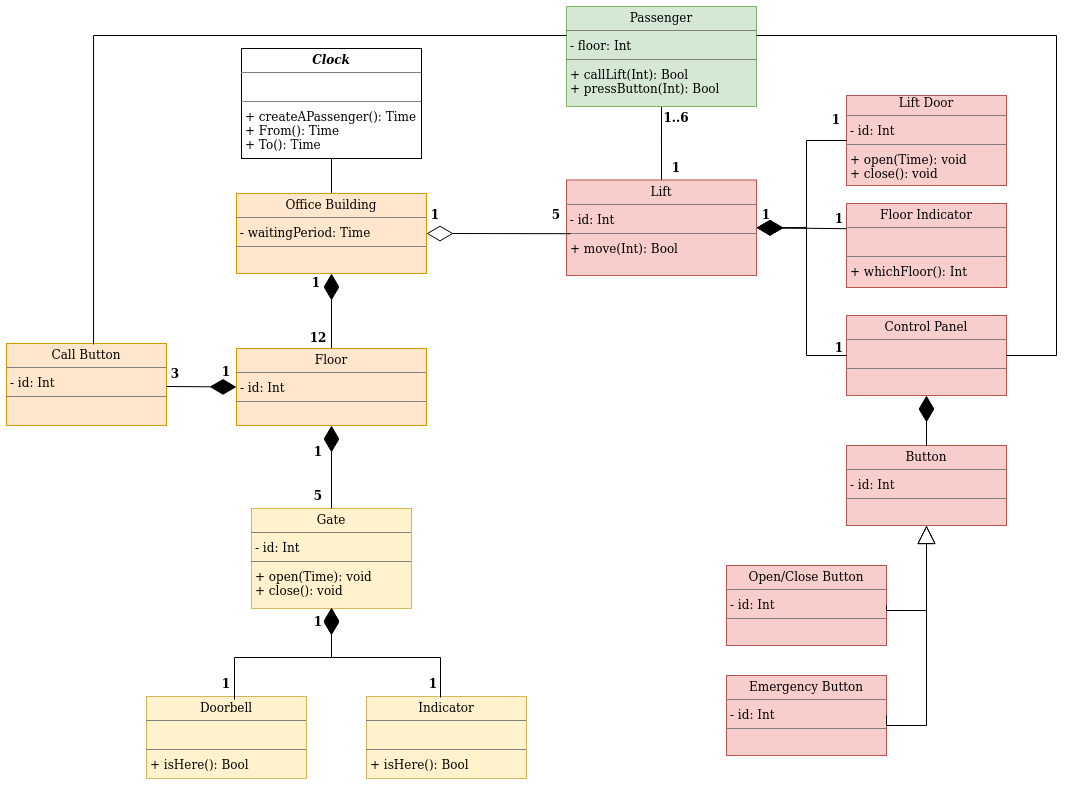 Passenger
- floor: Int
+ callLift(Int): Bool
+ pressButton(Int): Bool
Clock
+ createAPassenger(): Time
+ From(): Time
+ To(): Time
1..6
1
Lift Door
- id: Int
+ open(Time): void
+ close(): void
1
Office Building
- waitingPeriod: Time
1
5
Lift
- id: Int
+ move(Int): Bool
1
1
Floor Indicator
+ whichFloor(): Int
1
12
Control Panel
1
Call Button
- id: Int
3
1
Floor
- id: Int
1
5
Button
- id: Int
Gate
- id: Int
+ open(Time): void
+ close(): void
1
Open/Close Button
- id: Int
1
1
Emergency Button
- id: Int
Doorbell
+ isHere(): Bool
Indicator
+ isHere(): Bool